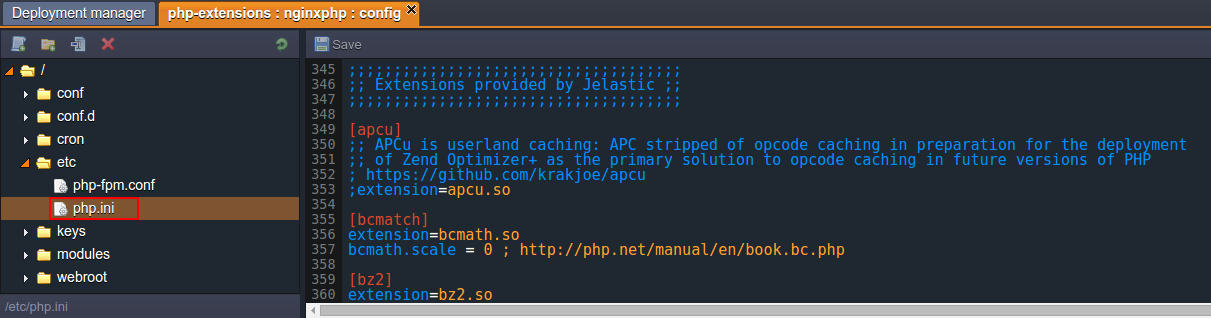 Deployment manager
php-extensions : nginxphp : config
Save
/
conf
conf.d
cron
etc
php-fpm.conf
php.ini
keys
modules
webroot
/etc/php.ini
345 ;;;;;;;;;;;;;;;;;;;;;;;;;;;;;;;;;;;;;
346 ;; Extensions provided by Jelastic ;;
347 ;;;;;;;;;;;;;;;;;;;;;;;;;;;;;;;;;;;;;
348
349 [apcu]
350 ;; APCu is userland caching: APC stripped of opcode caching in preparation for the deployment
351 ;; of Zend Optimizer+ as the primary solution to opcode caching in future versions of PHP
352 ; https://github.com/krakjoe/apcu
353 ;extension=apcu.so
354
355 [bcmatch]
356 extension=bcmath.so
357 bcmath.scale = 0 ; http://php.net/manual/en/book.bc.php
358
359 [bz2]
360 extension=bz2.so